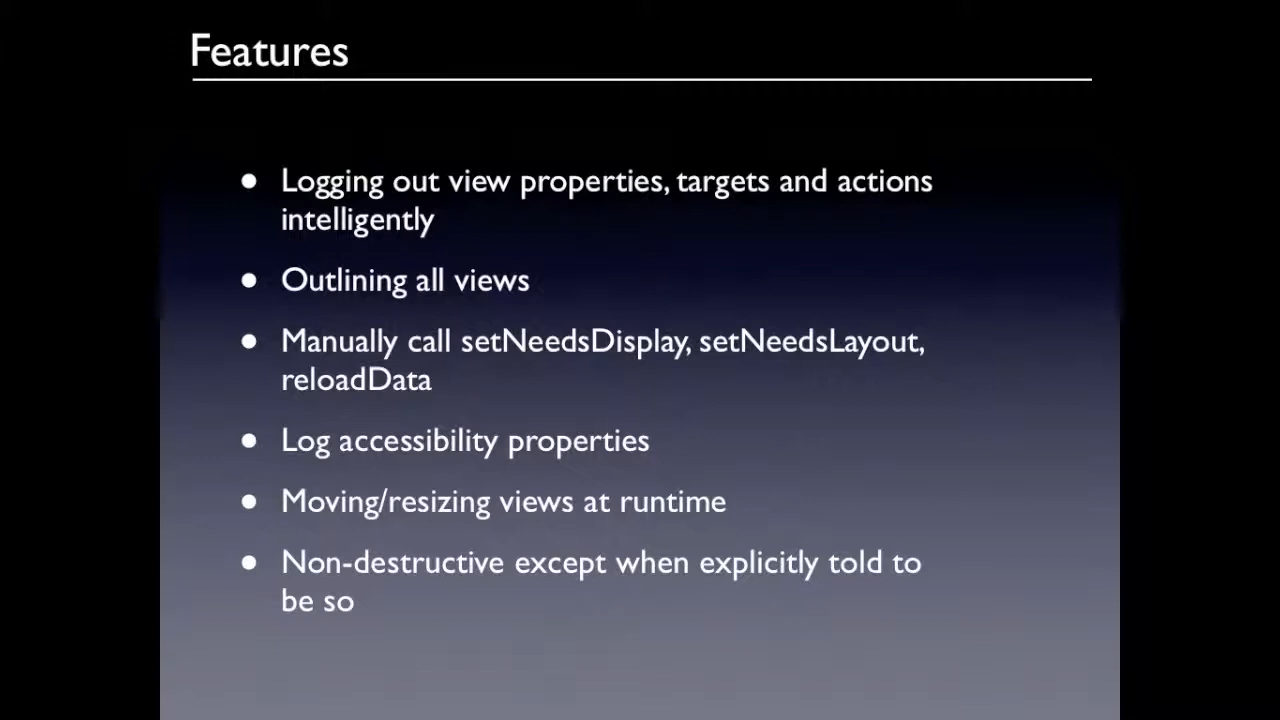 Features
• Logging out view properties, targets and actions
intelligently
• Outlining all views
• Manually call setNeedsDisplay, setNeedsLayout,
reloadData
• Log accessibility properties
• Moving/resizing views at runtime
• Non-destructive except when explicitly told to
be so